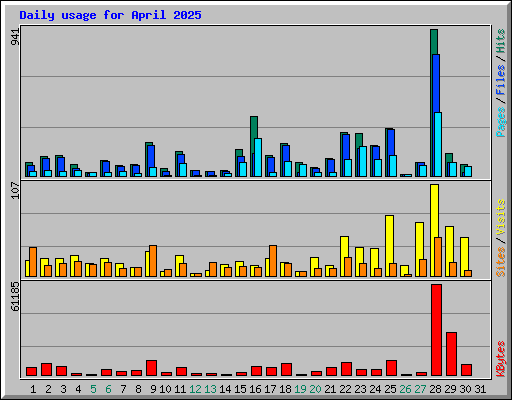 Daily usage for April 2025
941
Pages / Files / Hits
107
Sites / Visits
61185
KBytes
1 2 3 4 5 6 7 8 9 10 11 12 13 14 15 16 17 18 19 20 21 22 23 24 25 26 27 28 29 30 31